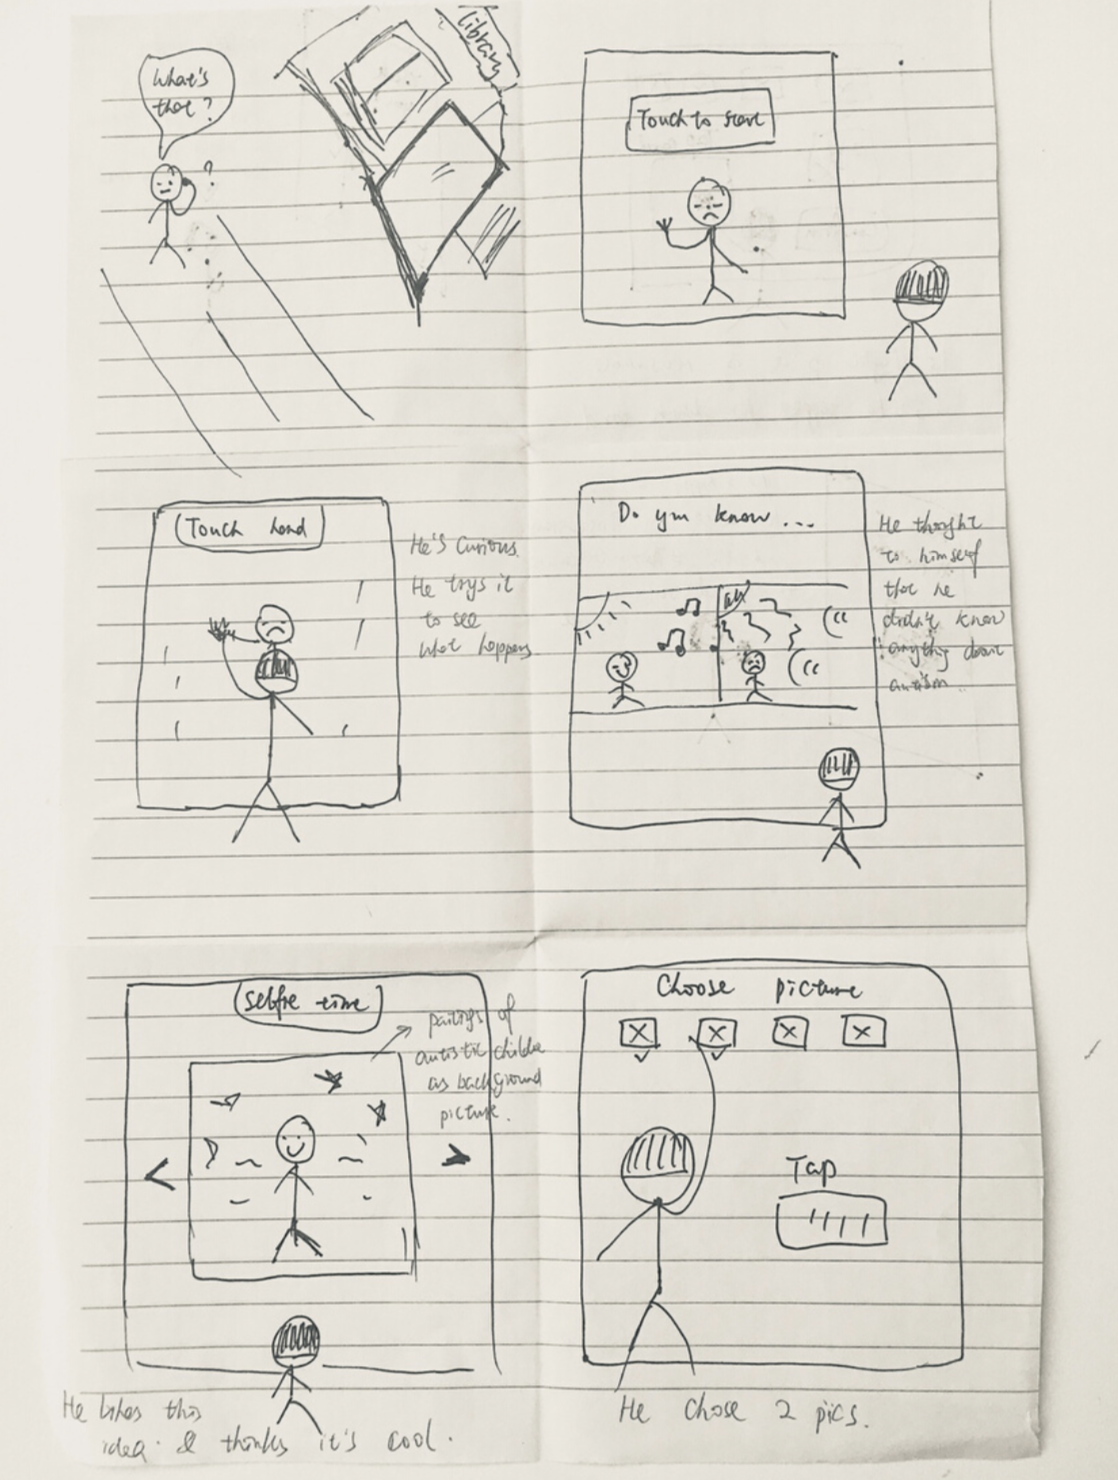 What's
that?
library
Touch to start
Touch hand
He's curious.
He trys it
to see
what happens
Do you know...
He thought
to himself
that he
didn't know
anything about
autism.
Selfie time
paitings of
autistic childre
as background
picture.
He likes this
idea. & thinks it's cool.
Choose picture
Tap
He chose 2 pics.